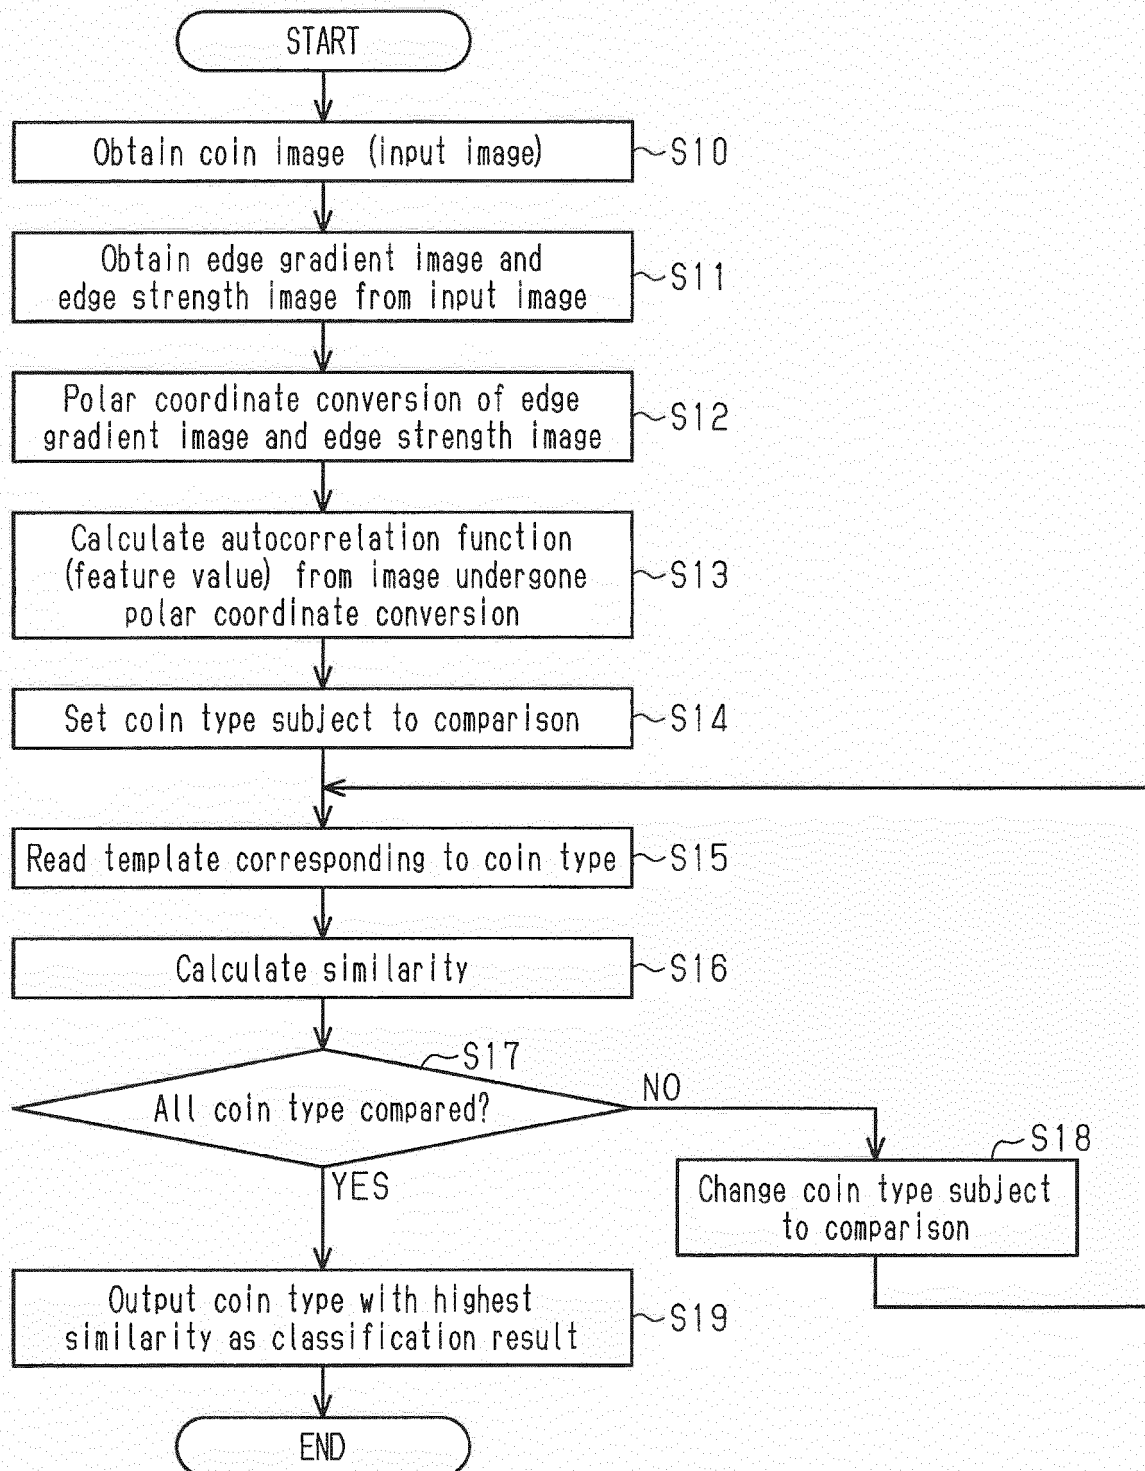 START
Obtain coin image (input image)
S10
Obtain edge gradient image and
edge strength image from input image
S11
Polar coordinate conversion of edge
gradient image and edge strength image
S12
Calculate autocorrelation function
(feature value) from image undergone
polar coordinate conversion
S13
Set coin type subject to comparison
S14
Read template corresponding to coin type
S15
Calculate similarity
S16
S17
All coin type compared?
NO
YES
S18
Change coin type subject
to comparison
Output coin type with highest
similarity as classification result
S19
END